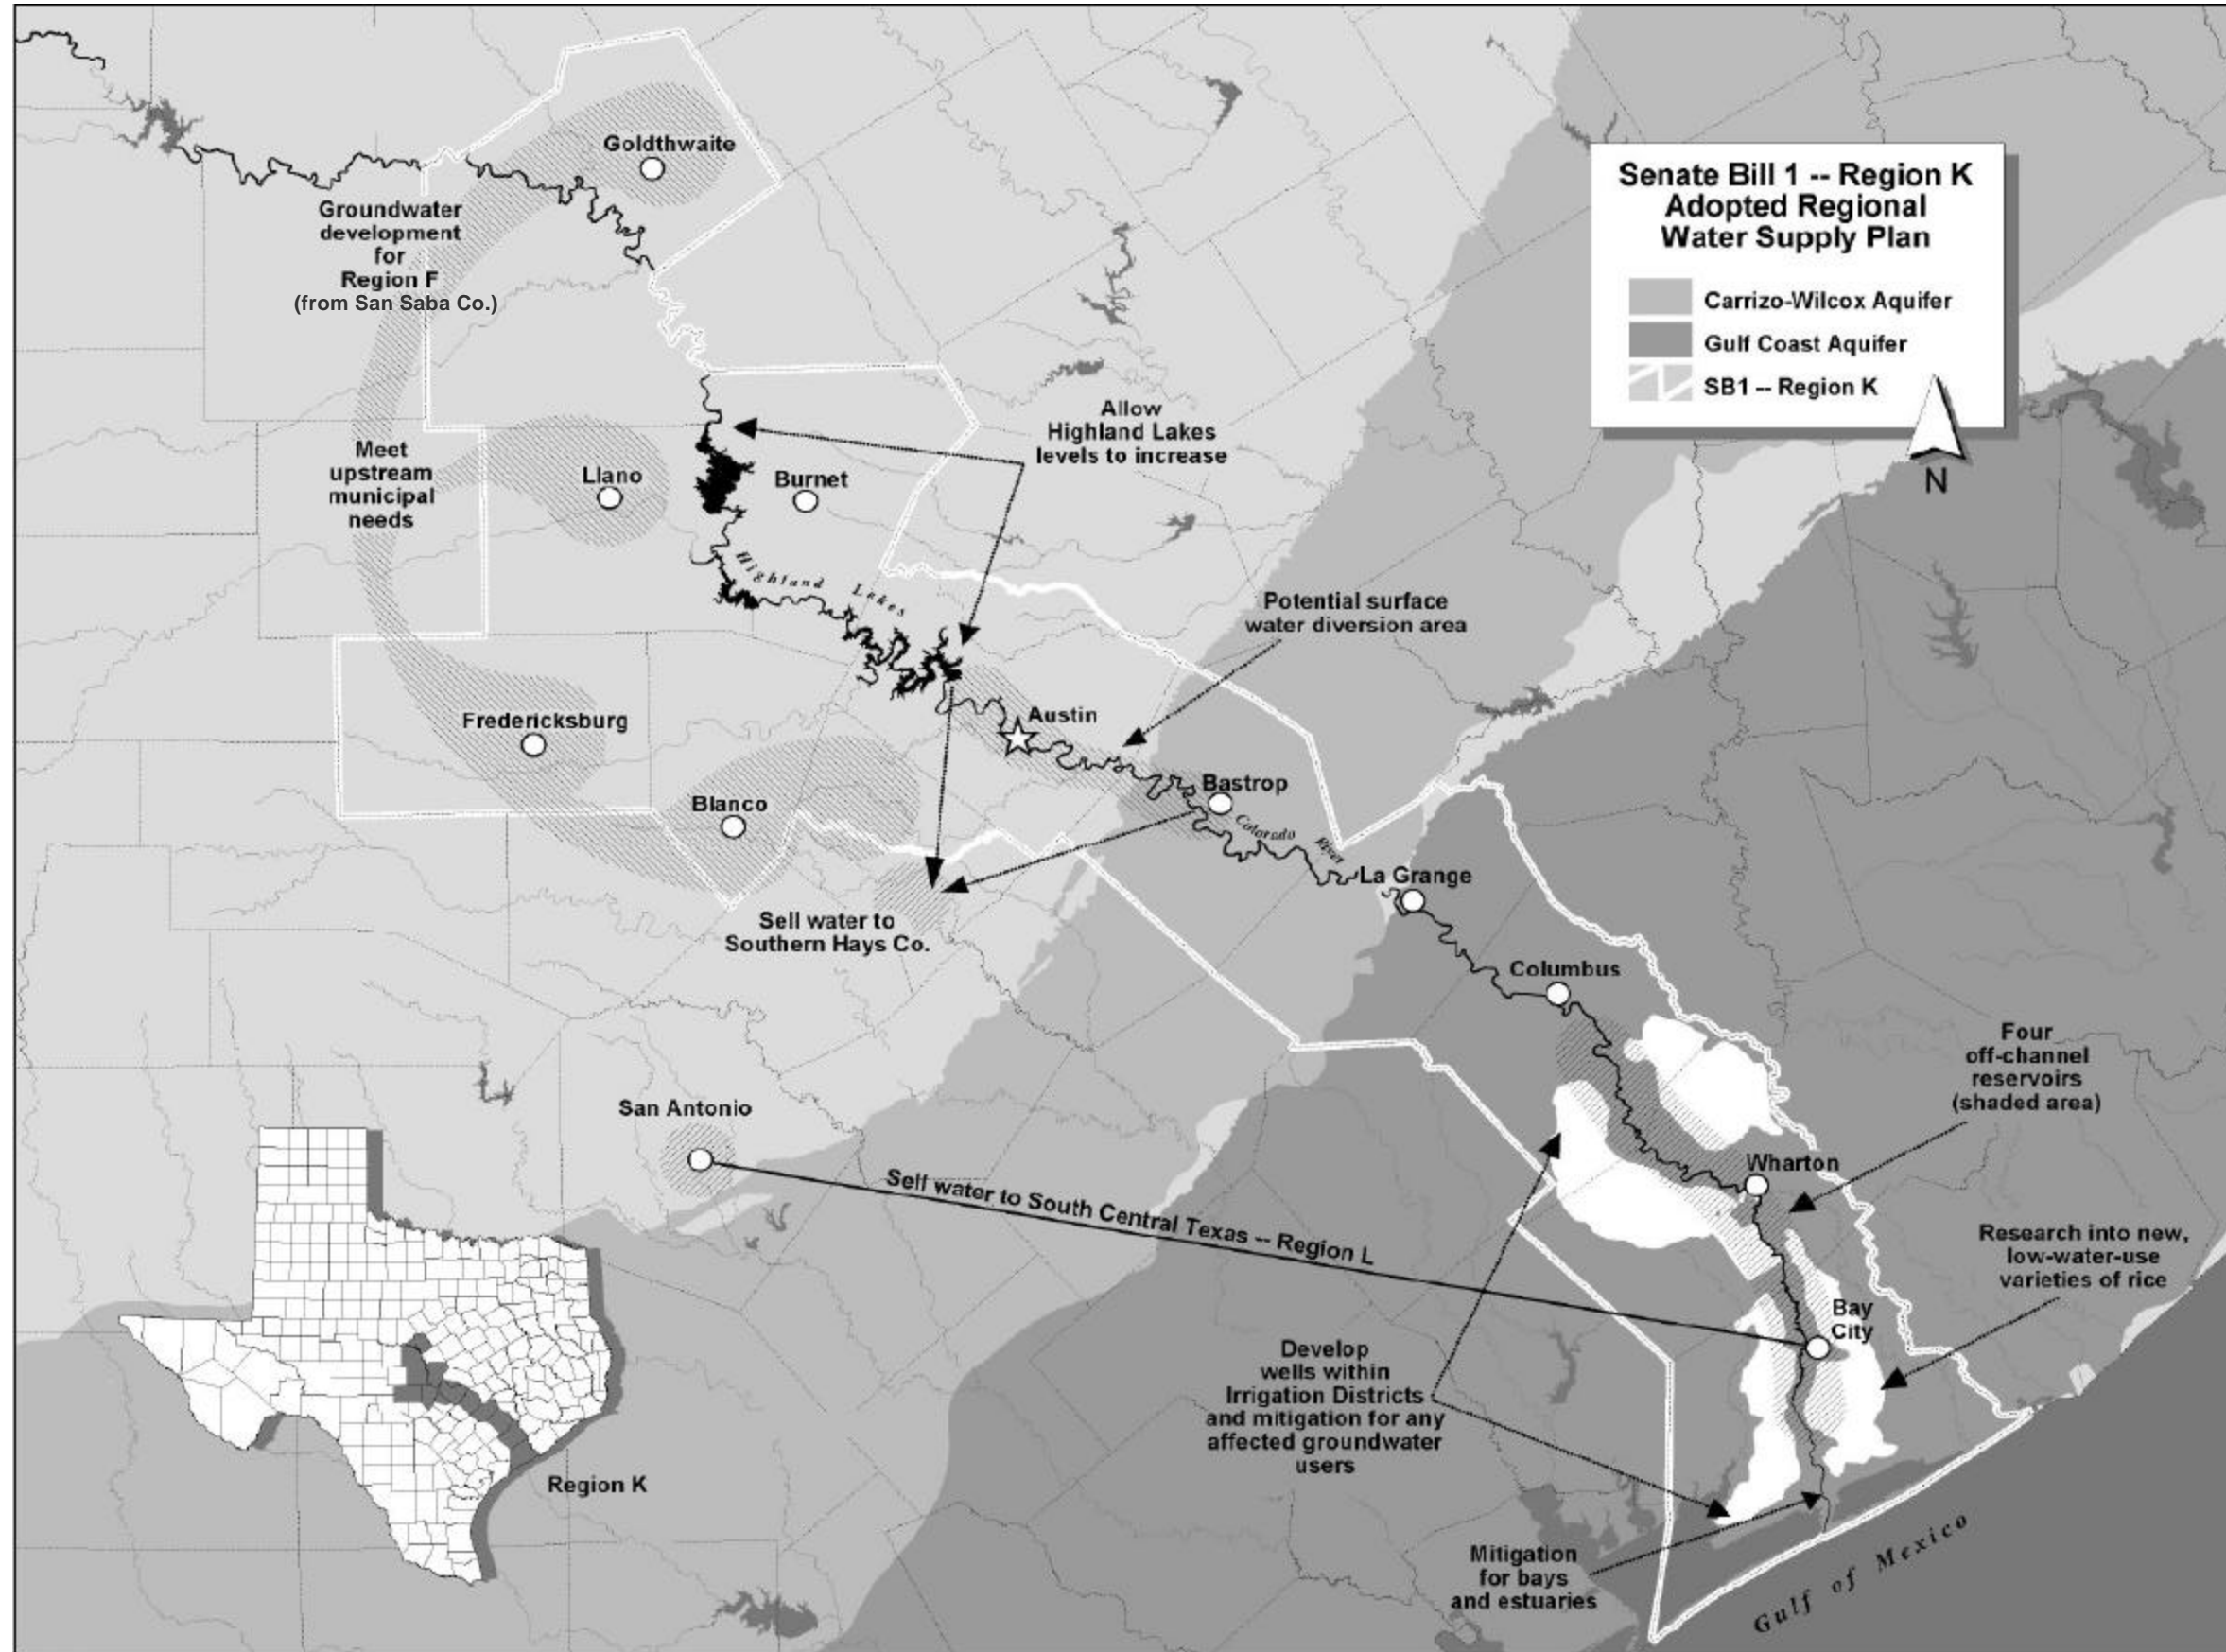 Senate Bill 1 -- Region K
Adopted Regional
Water Supply Plan
Carrizo-Wilcox Aquifer
Gulf Coast Aquifer
SB1 -- Region K
N
Goldthwaite
Groundwater
development
for
Region F
(from San Saba Co.)
Meet
upstream
municipal
needs
Llano
Burnet
Allow
Highland Lakes
levels to increase
Highland Lakes
Potential surface
water diversion area
Fredericksburg
Austin
Blanco
Bastrop
Colorado River
La Grange
Sell water to
Southern Hays Co.
Columbus
Four
off-channel
reservoirs
(shaded area)
San Antonio
Sell water to South Central Texas -- Region L
Wharton
Research into new,
low-water-use
varieties of rice
Bay
City
Develop
wells within
Irrigation Districts
and mitigation for any
affected groundwater
users
Region K
Mitigation
for bays
and estuaries
Gulf of Mexico